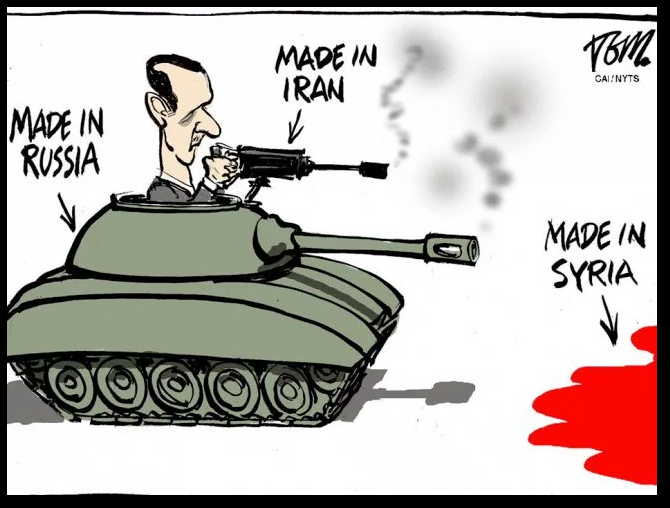 MADE IN
IRAN
TOM.
CAI/NYTS
MADE IN
RUSSIA
MADE IN
SYRIA